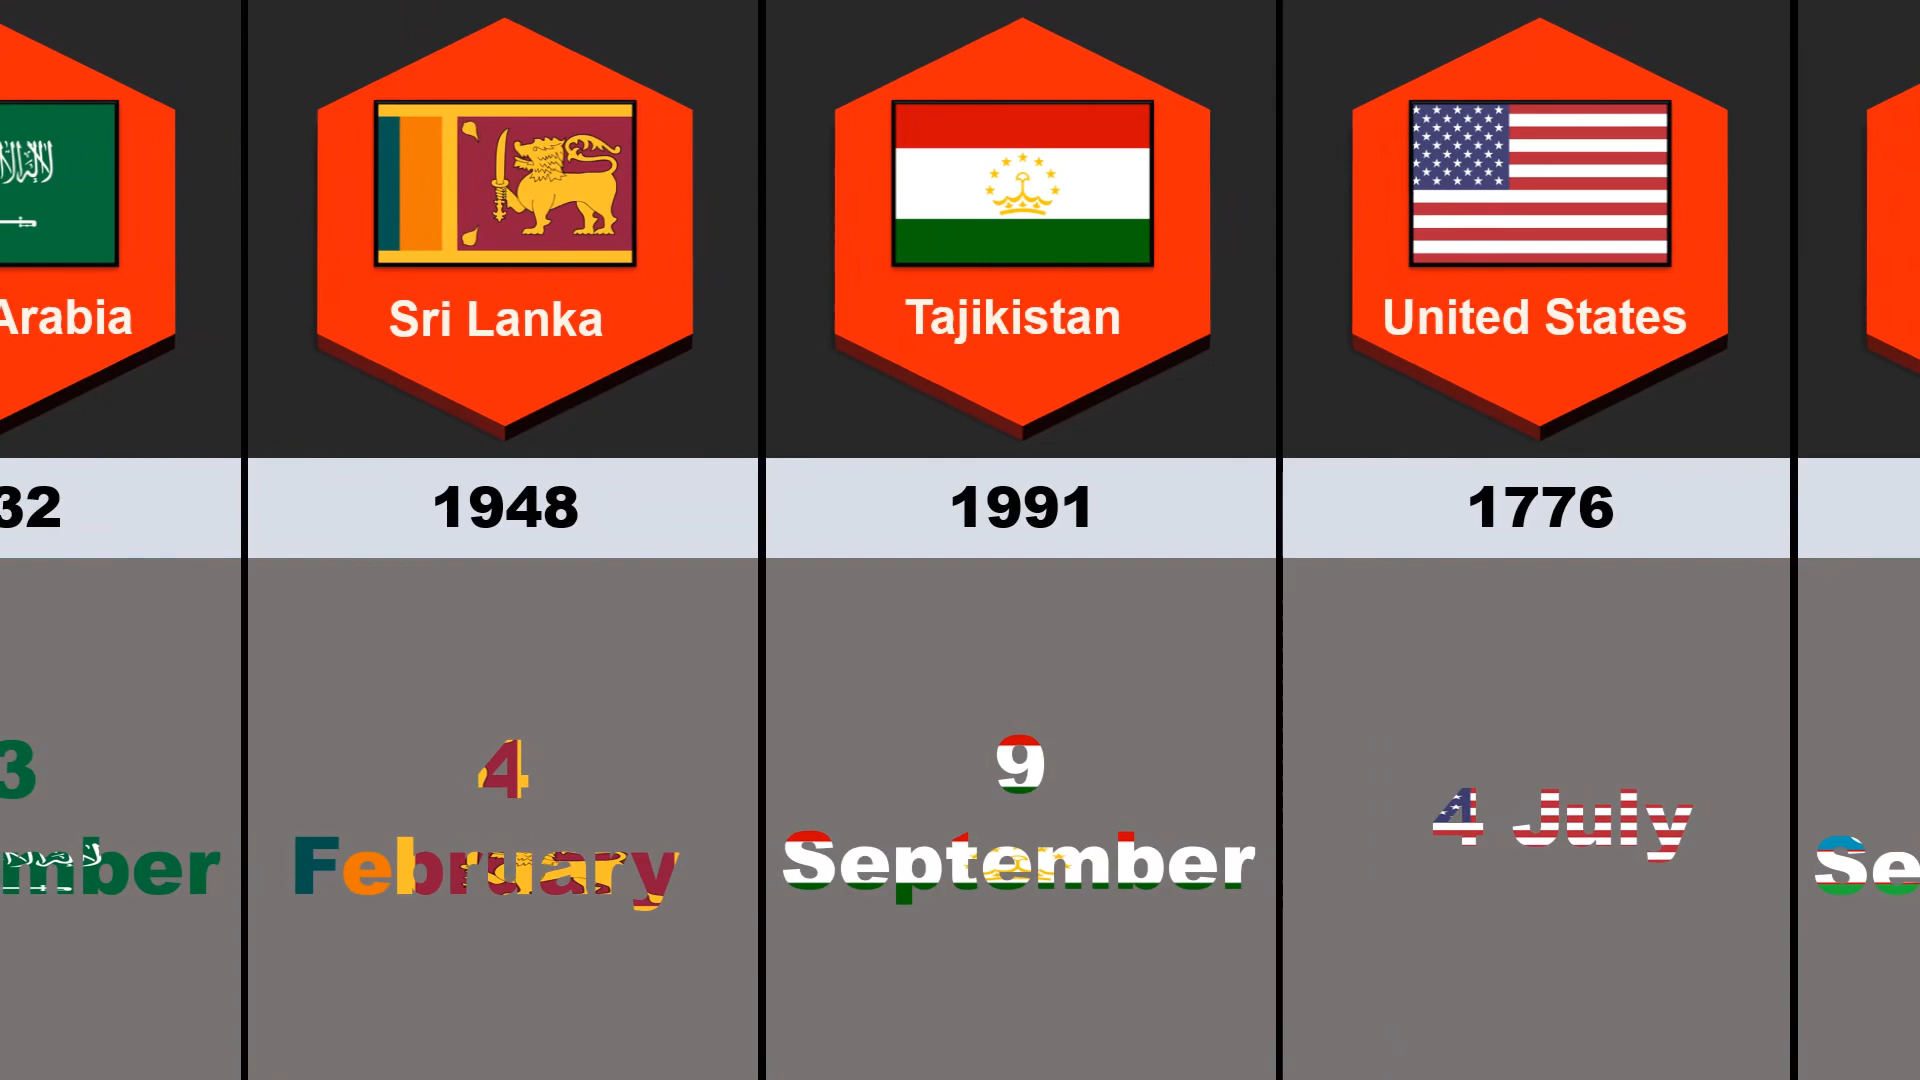 Arabia
32
3
mber
Sri Lanka
1948
4
February
Tajikistan
1991
9
September
United States
1776
4 July
Se